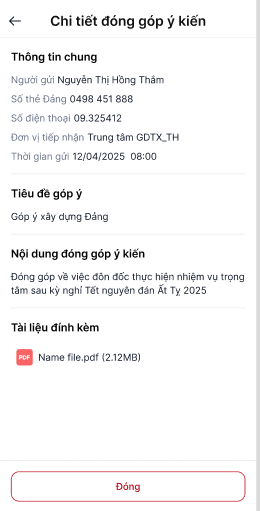 Chi tiết đóng góp ý kiến
Thông tin chung
Người gửi Nguyễn Thị Hồng Thắm
Số thẻ Đảng 0498 451 888
Số điện thoại 09.325412
Đơn vị tiếp nhận Trung tâm GDTX_TH
Thời gian gửi 12/04/2025 08:00
Tiêu đề góp ý
Góp ý xây dựng Đảng
Nội dung đóng góp ý kiến
Đóng góp về việc đôn đốc thực hiện nhiệm vụ trọng
tâm sau kỳ nghỉ Tết nguyên đán Ất Tỵ 2025
Tài liệu đính kèm
PDF Name file.pdf (2.12MB)
Đóng